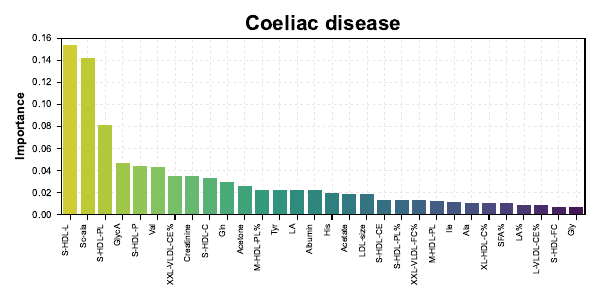 Coeliac disease
Importance
0.16
0.14
0.12
0.10
0.08
0.06
0.04
0.02
0.00
S-HDL-L
Sc-ala
S-HDL-PL
GlycA
S-HDL-P
Val
XXL-VLDL-CE%
Creatinine
S-HDL-C
Gln
Acetone
M-HDL-PL%
Tyr
LA
Albumin
His
Acetate
LDL-size
S-HDL-CE
S-HDL-PL%
XXL-VLDL-FC%
M-HDL-PL
Ile
Ala
XL-HDL-C%
SFA%
LA%
L-VLDL-CE%
S-HDL-FC
Gly